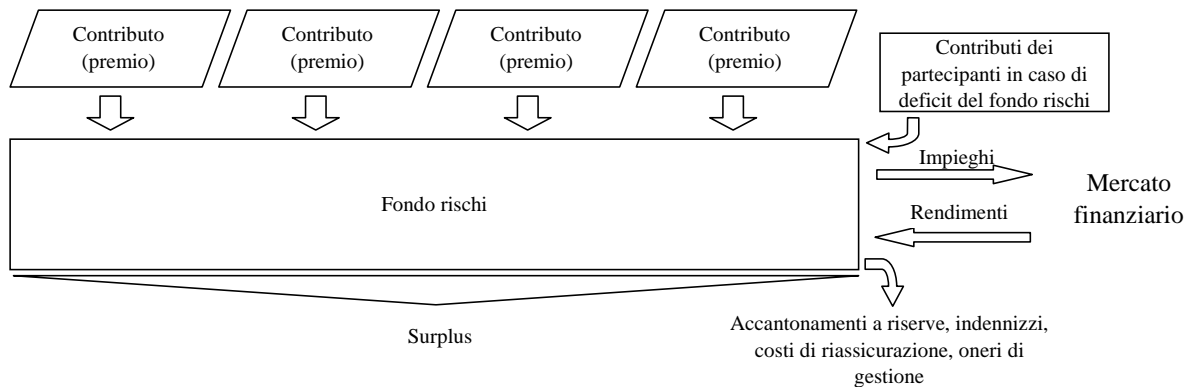 Contributo
(premio)
Contributo
(premio)
Contributo
(premio)
Contributo
(premio)
Contributi dei
partecipanti in caso di
deficit del fondo rischi
Fondo rischi
Impieghi
Rendimenti
Mercato
finanziario
Surplus
Accantonamenti a riserve, indennizzi,
costi di riassicurazione, oneri di
gestione